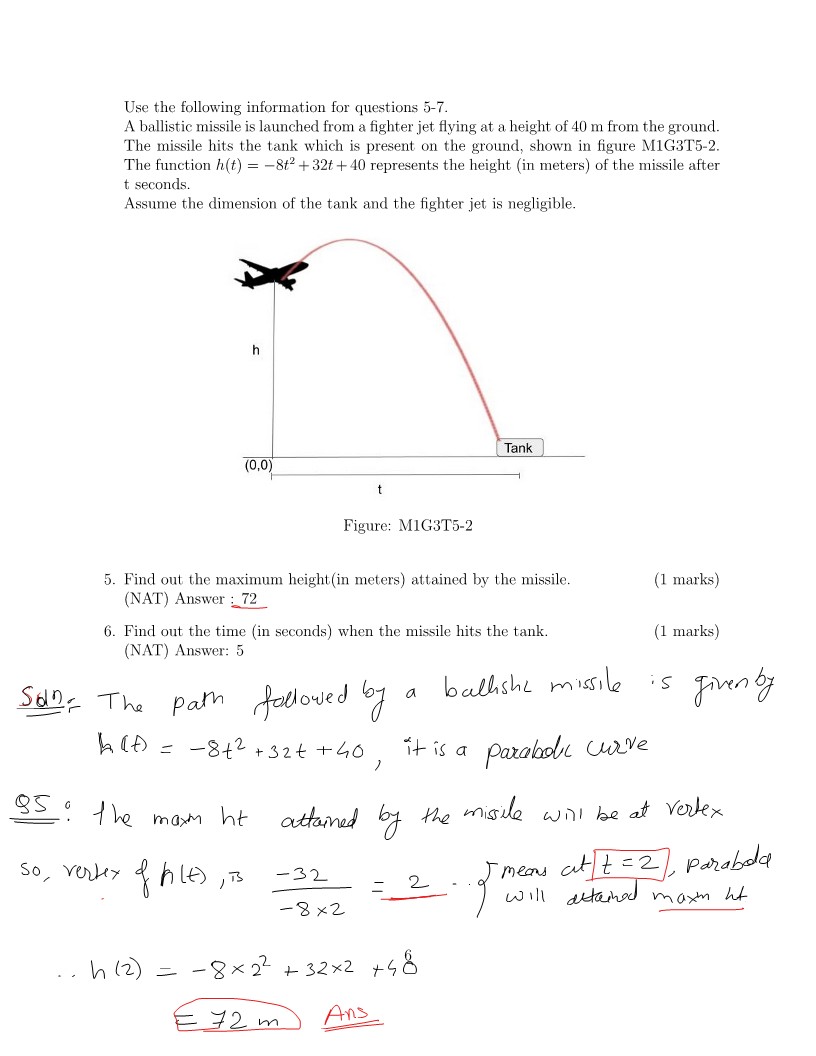 Use the following information for questions 5-7.
A ballistic missile is launched from a fighter jet flying at a height of 40 m from the ground.
The missile hits the tank which is present on the ground, shown in figure M1G3T5-2.
The function h(t) = −8t² + 32t + 40 represents the height (in meters) of the missile after
t seconds.
Assume the dimension of the tank and the fighter jet is negligible.
h
Tank
(0,0)
t
Figure: M1G3T5-2
5. Find out the maximum height(in meters) attained by the missile. (1 marks)
(NAT) Answer : 72
6. Find out the time (in seconds) when the missile hits the tank. (1 marks)
(NAT) Answer: 5
Soln:- The path followed by a ballistic missile is given by
h(t) = -8t² + 32t + 40, it is a parabolic curve
Q5: The maxm ht attained by the missile will be at vertex
so, vertex of h(t), is -32 / -8×2 = 2 .. { means at t = 2, parabola
will attained maxm ht
∴ h(2) = -8 × 2² + 32×2 + 40
= 72 m Ans